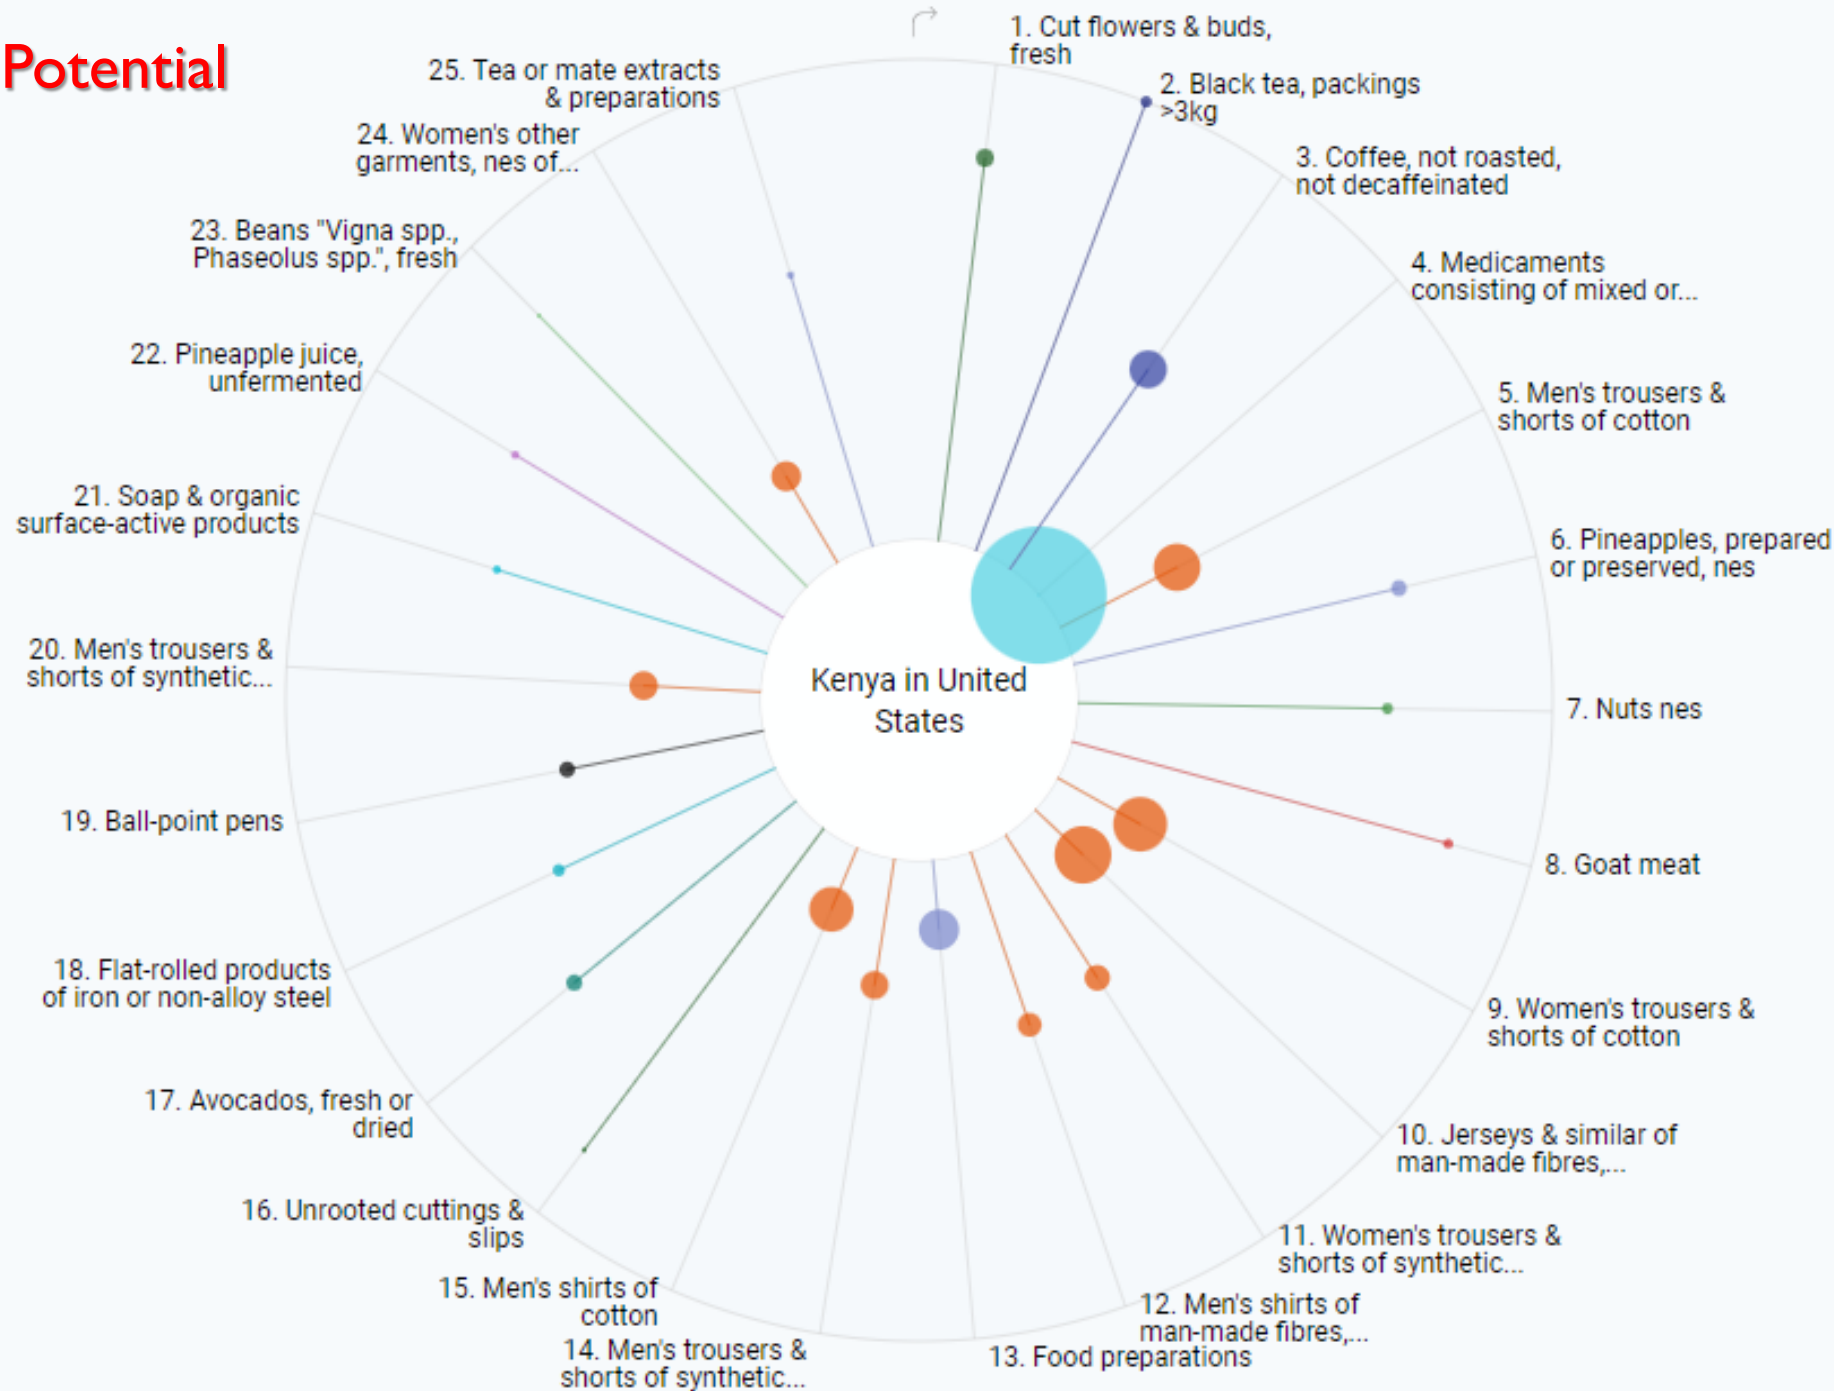 Potential
1. Cut flowers & buds,
fresh
2. Black tea, packings
>3kg
3. Coffee, not roasted,
not decaffeinated
4. Medicaments
consisting of mixed or...
5. Men's trousers &
shorts of cotton
6. Pineapples, prepared
or preserved, nes
7. Nuts nes
8. Goat meat
9. Women's trousers &
shorts of cotton
10. Jerseys & similar of
man-made fibres,...
11. Women's trousers &
shorts of synthetic...
12. Men's shirts of
man-made fibres,...
13. Food preparations
14. Men's trousers &
shorts of synthetic...
15. Men's shirts of
cotton
16. Unrooted cuttings &
slips
17. Avocados, fresh or
dried
18. Flat-rolled products
of iron or non-alloy steel
19. Ball-point pens
20. Men's trousers &
shorts of synthetic...
21. Soap & organic
surface-active products
22. Pineapple juice,
unfermented
23. Beans "Vigna spp.,
Phaseolus spp.", fresh
24. Women's other
garments, nes of...
25. Tea or mate extracts
& preparations
Kenya in United
States